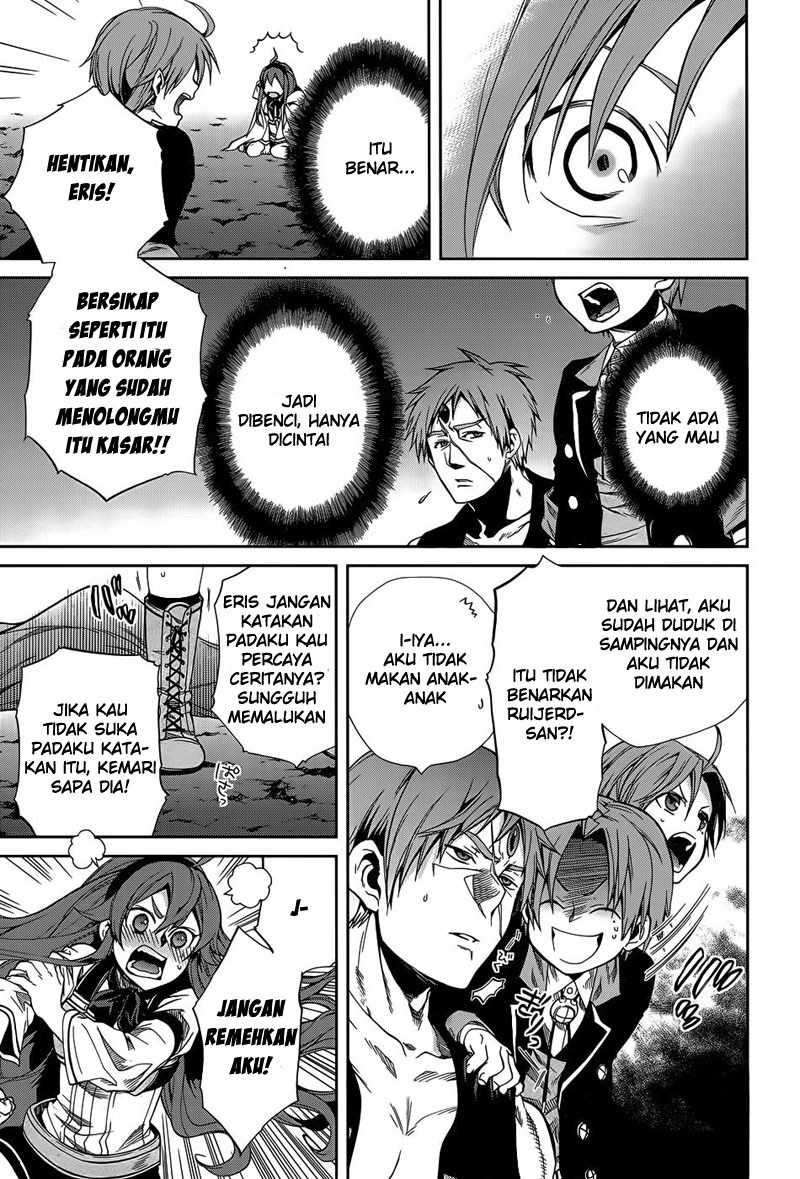 ITU
BENAR...
HENTIKAN,
ERIS!
BERSIKAP
SEPERTI ITU
PADA ORANG
YANG SUDAH
MENOLONGMU
ITU KASAR!!
TIDAK ADA
YANG MAU
JADI
DIBENCI, HANYA
DICINTAI
DAN LIHAT, AKU
SUDAH DUDUK DI
SAMPINGNYA DAN
AKU TIDAK
DIMAKAN
ITU TIDAK
BENARKAN
RUIJERD-
SAN?!
I-IYA...
AKU TIDAK
MAKAN ANAK-
ANAK
ERIS JANGAN
KATAKAN
PADAKU KAU
PERCAYA
CERITANYA?
SUNGGUH
MEMALUKAN
JIKA KAU
TIDAK SUKA
PADAKU KATA-
KAN ITU, KEMARI
SAPA DIA!
J-
JANGAN
REMEHKAN
AKU!